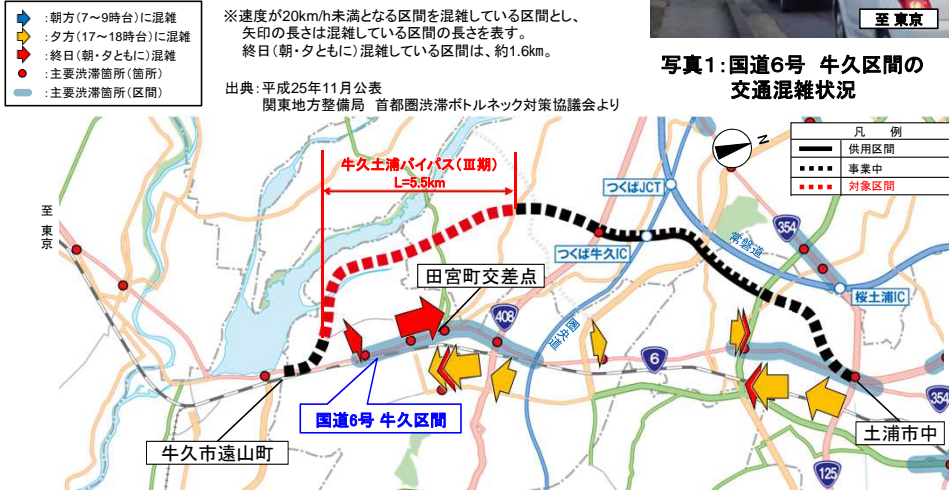 :朝方(7～9時台)に混雑
:夕方(17～18時台)に混雑
:終日(朝・夕ともに)混雑
:主要渋滞箇所(箇所)
:主要渋滞箇所(区間)
※速度が20km/h未満となる区間を混雑している区間とし、
矢印の長さは混雑している区間の長さを表す。
終日(朝・夕ともに)混雑している区間は、約1.6km。
出典:平成25年11月公表
関東地方整備局 首都圏渋滞ボトルネック対策協議会より
至 東京
写真1:国道6号 牛久区間の
交通混雑状況
凡 例
供用区間
事業中
対象区間
N
牛久土浦バイパス(Ⅲ期)
L=5.5km
至
東
京
つくばJCT
つくば牛久IC
常磐道
354
桜土浦IC
田宮町交差点
408
圏央道
6
国道6号 牛久区間
牛久市遠山町
354
土浦市中
125